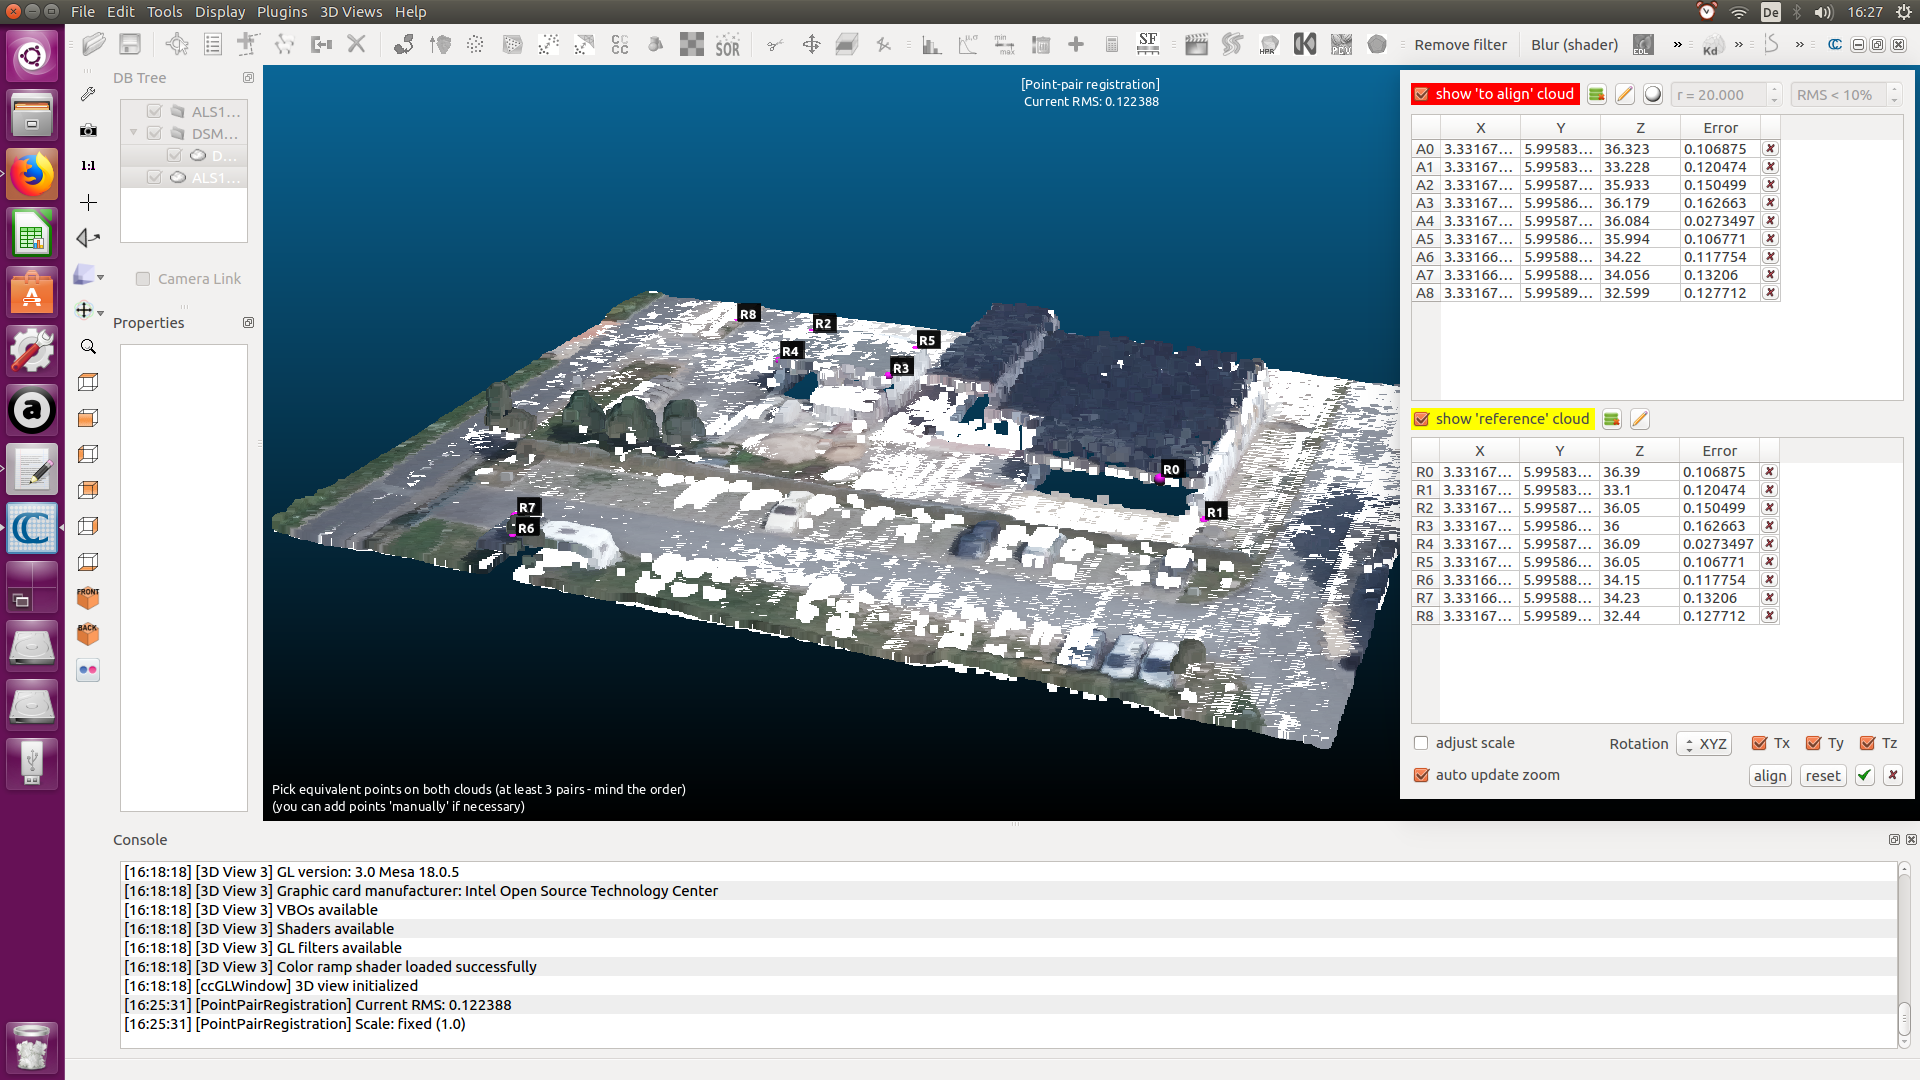 File Edit Tools Display Plugins 3D Views Help
De 16:27
1:1
CC
CC
SOR
min
max
SF
HPR
PCV
Remove filter
Blur (shader)
EDL
»
Kd
»
»
CC
DB Tree
ALS1...
DSM...
D...
ALS1...
Camera Link
Properties
FRONT
BACK
[Point-pair registration]
Current RMS: 0.122388
R8
R2
R5
R4
R3
R0
R1
R7
R6
Pick equivalent points on both clouds (at least 3 pairs - mind the order)
(you can add points 'manually' if necessary)
show 'to align' cloud
r = 20.000
RMS < 10%
X Y Z Error
A0 3.33167... 5.99583... 36.323 0.106875
A1 3.33167... 5.99583... 33.228 0.120474
A2 3.33167... 5.99587... 35.933 0.150499
A3 3.33167... 5.99586... 36.179 0.162663
A4 3.33167... 5.99587... 36.084 0.0273497
A5 3.33167... 5.99586... 35.994 0.106771
A6 3.33166... 5.99588... 34.22 0.117754
A7 3.33166... 5.99588... 34.056 0.13206
A8 3.33167... 5.99589... 32.599 0.127712
show 'reference' cloud
X Y Z Error
R0 3.33167... 5.99583... 36.39 0.106875
R1 3.33167... 5.99583... 33.1 0.120474
R2 3.33167... 5.99587... 36.05 0.150499
R3 3.33167... 5.99586... 36 0.162663
R4 3.33167... 5.99587... 36.09 0.0273497
R5 3.33167... 5.99586... 36.05 0.106771
R6 3.33166... 5.99588... 34.15 0.117754
R7 3.33166... 5.99588... 34.23 0.13206
R8 3.33167... 5.99589... 32.44 0.127712
adjust scale
Rotation XYZ Tx Ty Tz
auto update zoom
align reset
Console
[16:18:18] [3D View 3] GL version: 3.0 Mesa 18.0.5
[16:18:18] [3D View 3] Graphic card manufacturer: Intel Open Source Technology Center
[16:18:18] [3D View 3] VBOs available
[16:18:18] [3D View 3] Shaders available
[16:18:18] [3D View 3] GL filters available
[16:18:18] [3D View 3] Color ramp shader loaded successfully
[16:18:18] [ccGLWindow] 3D view initialized
[16:25:31] [PointPairRegistration] Current RMS: 0.122388
[16:25:31] [PointPairRegistration] Scale: fixed (1.0)